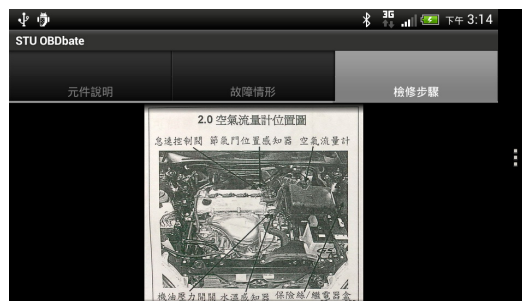 3G
下午 3:14
STU OBDbate
元件說明 故障情形 檢修步驟
2.0 空氣流量計位置圖
怠速控制閥 節氣門位置感知器 空氣流量計
機油壓力開關 水溫感知器 保險絲/繼電器盒